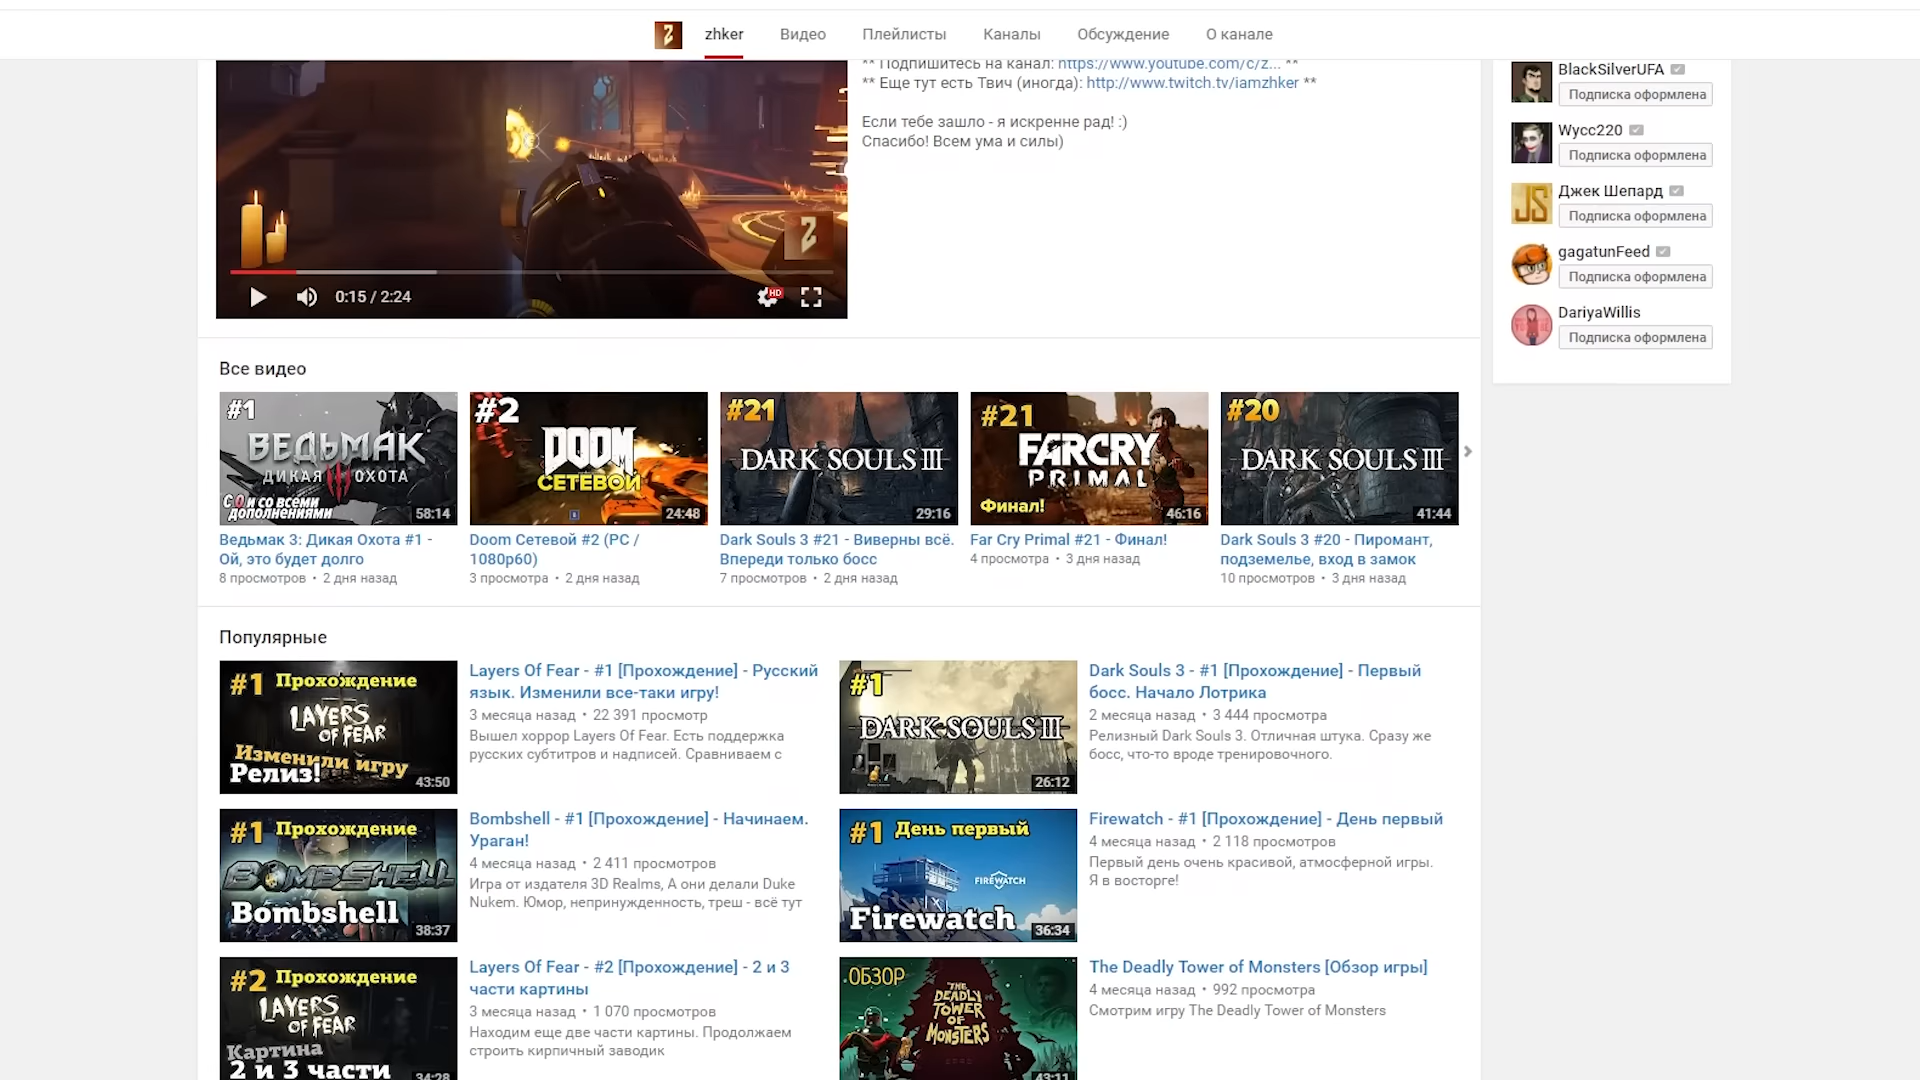 zhker Видео Плейлисты Каналы Обсуждение О канале
** Подпишитесь на канал: https://www.youtube.com/c/z... **
** Еще тут есть Твич (иногда): http://www.twitch.tv/iamzhker **
Если тебе зашло - я искренне рад! :)
Спасибо! Всем ума и силы)
0:15 / 2:24
HD
BlackSilverUFA
Подписка оформлена
Wycc220
Подписка оформлена
Джек Шепард
Подписка оформлена
gagatunFeed
Подписка оформлена
DariyaWillis
Подписка оформлена
JS
Все видео
#1
ВЕДЬМАК
ДИКАЯ III ОХОТА
С 0 и со всеми
дополнениями
58:14
Ведьмак 3: Дикая Охота #1 -
Ой, это будет долго
8 просмотров • 2 дня назад
#2
DOOM
СЕТЕВОЙ
24:48
Doom Сетевой #2 (PC /
1080p60)
3 просмотра • 2 дня назад
#21
DARK SOULS III
29:16
Dark Souls 3 #21 - Виверны всё.
Впереди только босс
7 просмотров • 2 дня назад
#21
FARCRY
PRIMAL
Финал!
46:16
Far Cry Primal #21 - Финал!
4 просмотра • 3 дня назад
#20
DARK SOULS III
41:44
Dark Souls 3 #20 - Пиромант,
подземелье, вход в замок
10 просмотров • 3 дня назад
Популярные
#1 Прохождение
LAYERS
OF FEAR
Изменили игру
Релиз!
43:50
Layers Of Fear - #1 [Прохождение] - Русский
язык. Изменили все-таки игру!
3 месяца назад • 22 391 просмотр
Вышел хоррор Layers Of Fear. Есть поддержка
русских субтитров и надписей. Сравниваем с
#1
DARK SOULS III
26:12
Dark Souls 3 - #1 [Прохождение] - Первый
босс. Начало Лотрика
2 месяца назад • 3 444 просмотра
Релизный Dark Souls 3. Отличная штука. Сразу же
босс, что-то вроде тренировочного.
#1 Прохождение
BOMBSHELL
Bombshell
38:37
Bombshell - #1 [Прохождение] - Начинаем.
Ураган!
4 месяца назад • 2 411 просмотров
Игра от издателя 3D Realms, А они делали Duke
Nukem. Юмор, непринужденность, треш - всё тут
#1 День первый
FIREWATCH
Firewatch
36:34
Firewatch - #1 [Прохождение] - День первый
4 месяца назад • 2 118 просмотров
Первый день очень красивой, атмосферной игры.
Я в восторге!
#2 Прохождение
LAYERS
OF FEAR
Картина
2 и 3 части
34:28
Layers Of Fear - #2 [Прохождение] - 2 и 3
части картины
3 месяца назад • 1 070 просмотров
Находим еще две части картины. Продолжаем
строить кирпичный заводик
ОБЗОР
THE
DEADLY
TOWER
OF
MONSTERS
43:11
The Deadly Tower of Monsters [Обзор игры]
4 месяца назад • 992 просмотра
Смотрим игру The Deadly Tower of Monsters